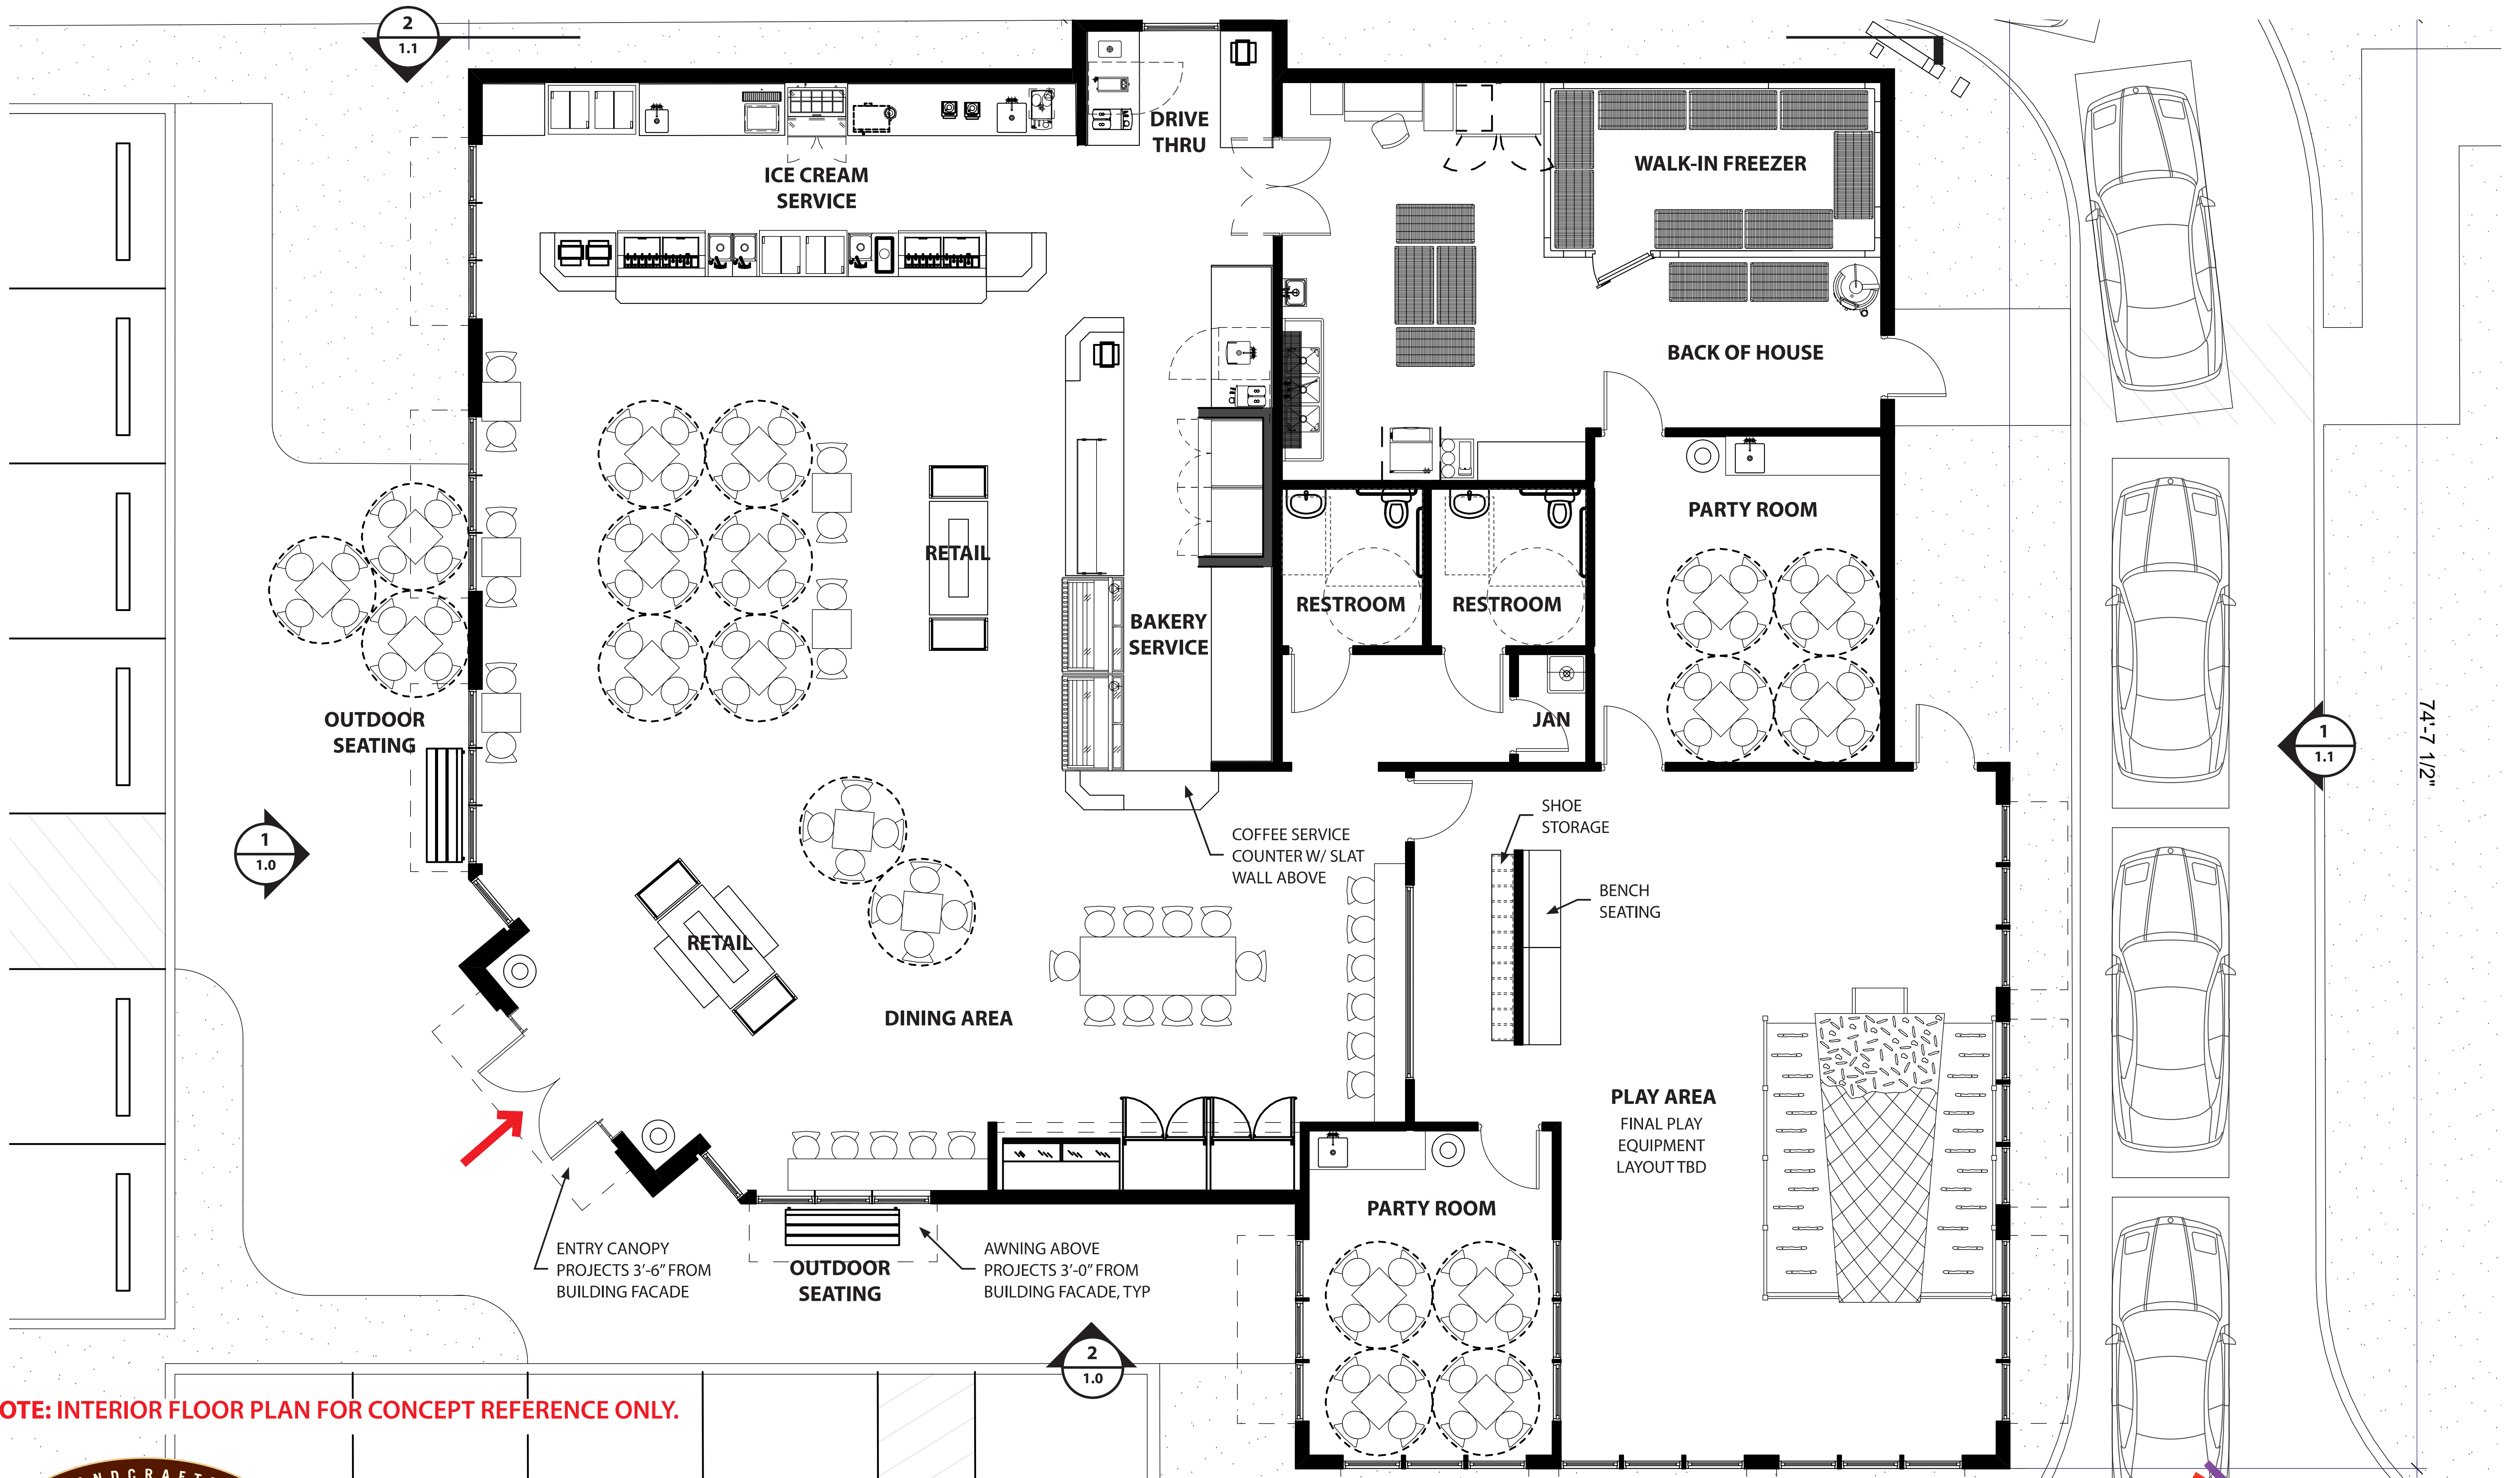 2
1.1
DRIVE
THRU
ICE CREAM
SERVICE
WALK-IN FREEZER
BACK OF HOUSE
PARTY ROOM
RETAIL
RESTROOM
RESTROOM
BAKERY
SERVICE
JAN
OUTDOOR
SEATING
1
1.1
74'-7 1/2"
1
1.0
COFFEE SERVICE
COUNTER W/ SLAT
WALL ABOVE
SHOE
STORAGE
BENCH
SEATING
RETAIL
DINING AREA
PLAY AREA
FINAL PLAY
EQUIPMENT
LAYOUT TBD
PARTY ROOM
ENTRY CANOPY
PROJECTS 3'-6" FROM
BUILDING FACADE
OUTDOOR
SEATING
AWNING ABOVE
PROJECTS 3'-0" FROM
BUILDING FACADE, TYP
2
1.0
OTE: INTERIOR FLOOR PLAN FOR CONCEPT REFERENCE ONLY.
NDCRAFT